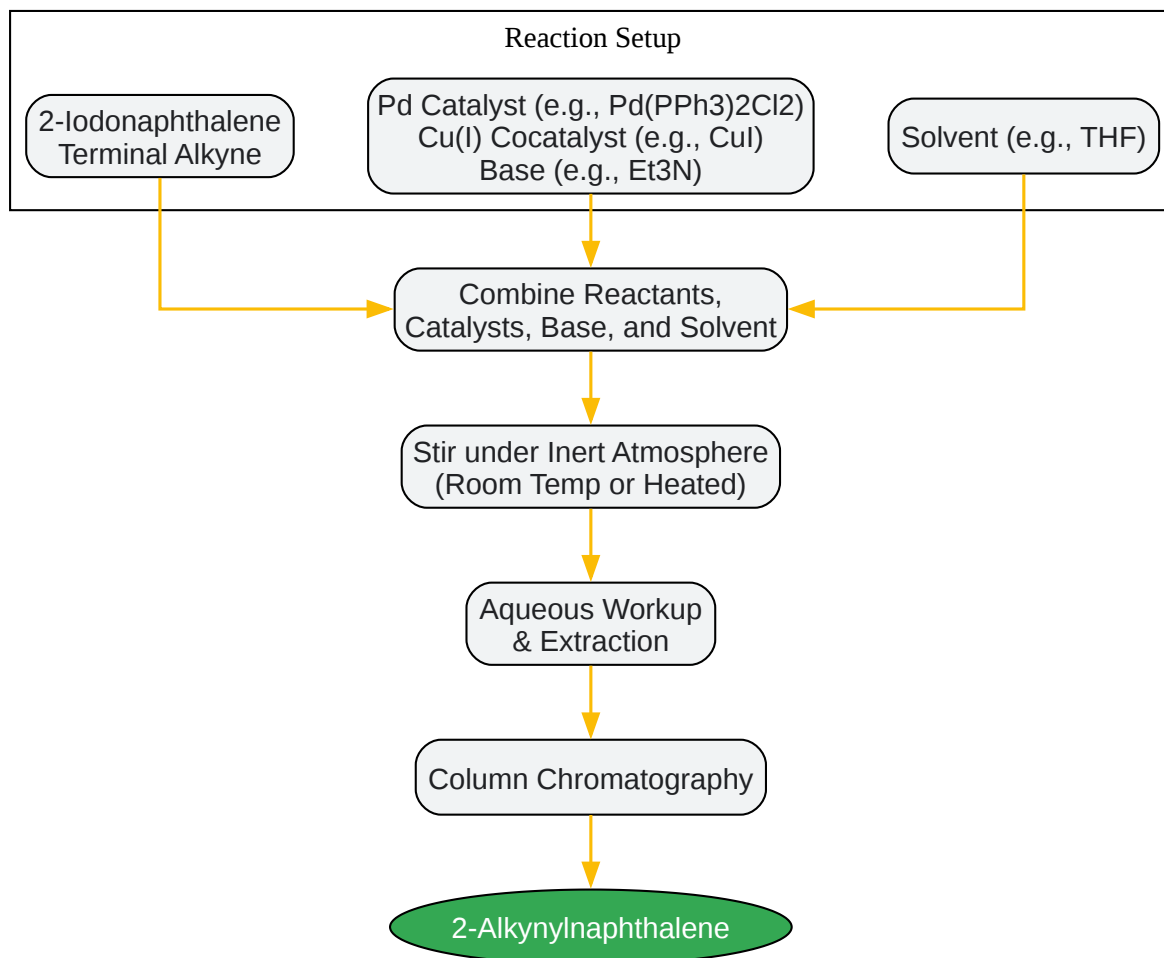 Reaction Setup
2-Iodonaphthalene
Terminal Alkyne
Pd Catalyst (e.g., Pd(PPh3)2Cl2)
Cu(I) Cocatalyst (e.g., CuI)
Base (e.g., Et3N)
Solvent (e.g., THF)
Combine Reactants,
Catalysts, Base, and Solvent
Stir under Inert Atmosphere
(Room Temp or Heated)
Aqueous Workup
& Extraction
Column Chromatography
2-Alkynylnaphthalene